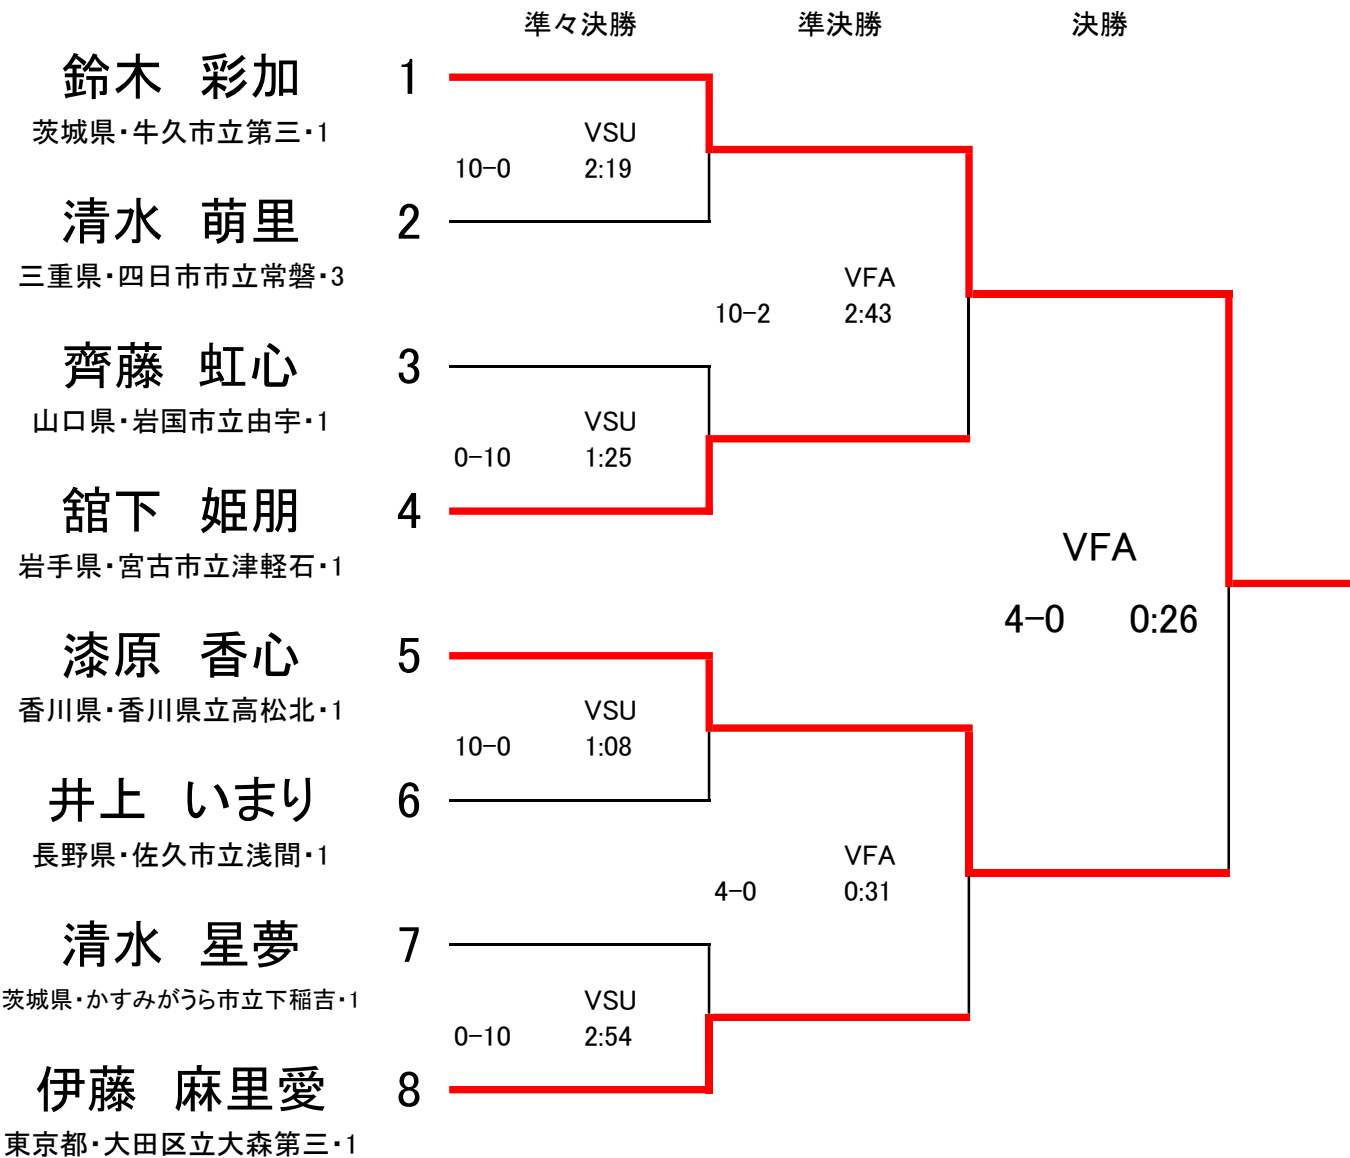 準々決勝 準決勝 決勝
鈴木 彩加 1
茨城県・牛久市立第三・1
VSU
10-0 2:19
清水 萌里 2
三重県・四日市市立常磐・3
VFA
10-2 2:43
齊藤 虹心 3
山口県・岩国市立由宇・1
VSU
0-10 1:25
舘下 姫朋 4
岩手県・宮古市立津軽石・1
VFA
4-0 0:26
漆原 香心 5
香川県・香川県立高松北・1
VSU
10-0 1:08
井上 いまり 6
長野県・佐久市立浅間・1
VFA
4-0 0:31
清水 星夢 7
茨城県・かすみがうら市立下稲吉・1
VSU
0-10 2:54
伊藤 麻里愛 8
東京都・大田区立大森第三・1